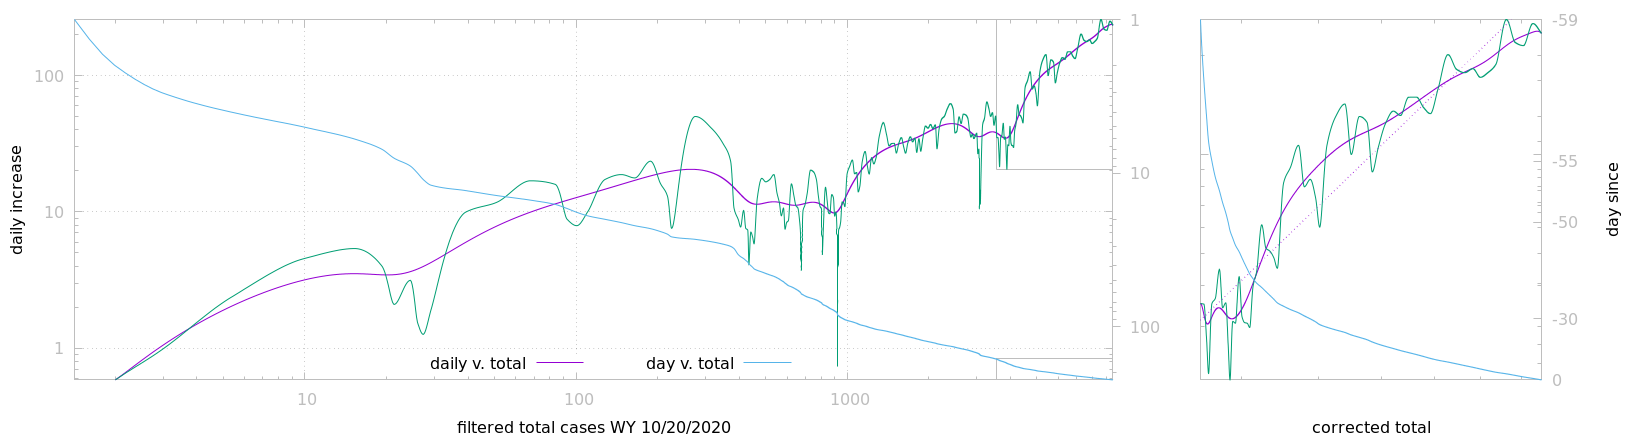 daily increase
100
10
1
10
100
1000
1
10
100
daily v. total
day v. total
filtered total cases WY 10/20/2020
-59
-55
-50
-30
0
day since
corrected total